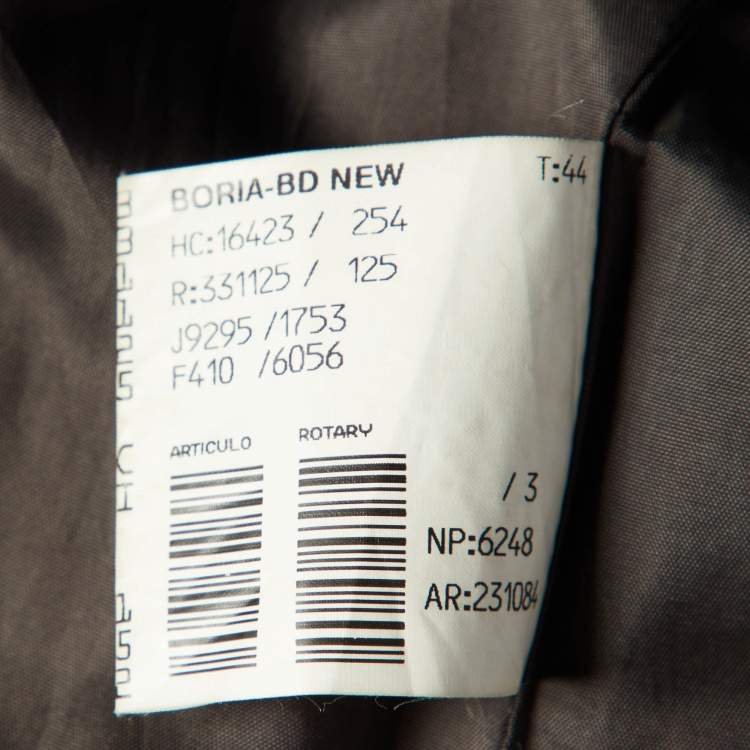 BORIA-BD NEW T:44
HC:16423 / 254
R:331125 / 125
J9295 /1753
F410 /6056
ARTICULO ROTARY
/ 3
NP:6248
AR:231084